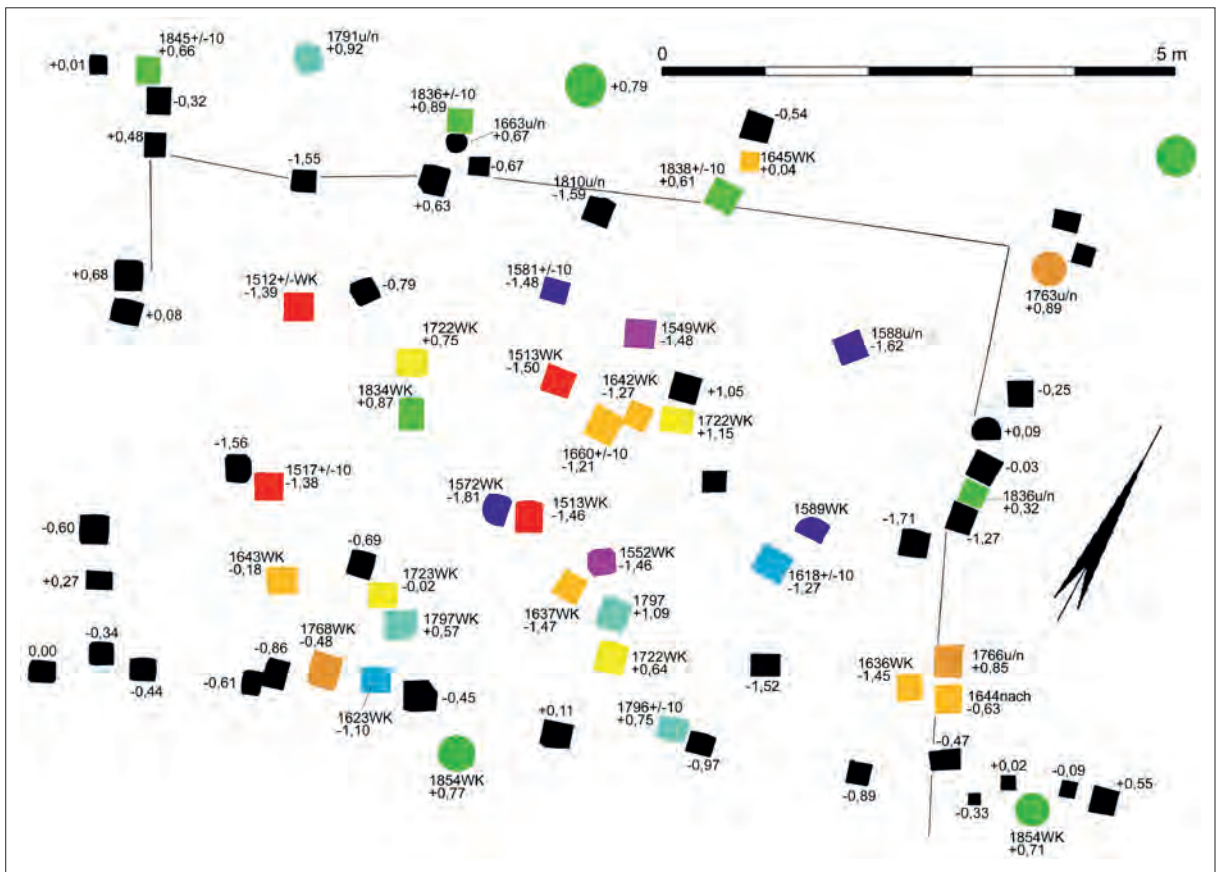 1845+/-10
+0,66
+0,01
1791u/n
+0,92
0
5 m
+0,79
-0,32
1836+/-10
+0,89
1663u/n
+0,67
-0,54
+0,48
-1,55
-0,67
+0,63
1810u/n
-1,59
1645WK
+0,04
1838+/-10
+0,61
+0,68
+0,08
1512+/-WK
-1,39
-0,79
1581+/-10
-1,48
1763u/n
+0,89
1722WK
+0,75
1549WK
-1,48
1588u/n
-1,62
1513WK
-1,50
1642WK
-1,27
+1,05
1834WK
+0,87
-0,25
1722WK
+1,15
1660+/-10
-1,21
+0,09
-1,56
1517+/-10
-1,38
-0,03
1572WK
-1,81
1513WK
-1,46
1836u/n
+0,32
1589WK
-1,71
-1,27
-0,60
-0,69
1643WK
-0,18
1723WK
-0,02
1552WK
-1,46
1618+/-10
-1,27
+0,27
1637WK
-1,47
1797
+1,09
1797WK
+0,57
-0,34
0,00
-0,44
-0,86
1768WK
-0,48
1722WK
+0,64
-1,52
1636WK
-1,45
1766u/n
+0,85
-0,61
1623WK
-1,10
-0,45
1644nach
-0,63
+0,11
1796+/-10
+0,75
-0,97
-0,47
1854WK
+0,77
-0,89
+0,02
-0,09
+0,55
-0,33
1854WK
+0,71